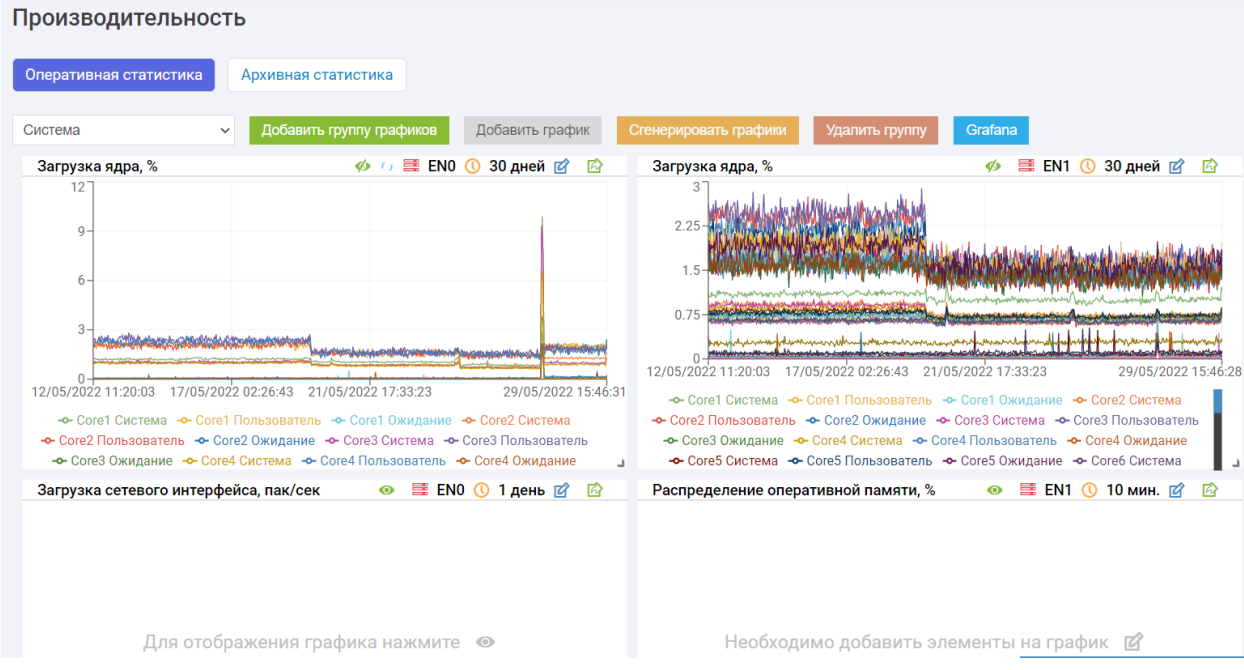 Производительность
Оперативная статистика Архивная статистика
Система Добавить группу графиков Добавить график Сгенерировать графики Удалить группу Grafana
Загрузка ядра, % EN0 30 дней
12
9
6
3
0
12/05/2022 11:20:03 17/05/2022 02:26:43 21/05/2022 17:33:23 29/05/2022 15:46:31
Core1 Система Core1 Пользователь Core1 Ожидание Core2 Система
Core2 Пользователь Core2 Ожидание Core3 Система Core3 Пользователь
Core3 Ожидание Core4 Система Core4 Пользователь Core4 Ожидание
Загрузка ядра, % EN1 30 дней
3
2.25
1.5
0.75
0
12/05/2022 11:20:03 17/05/2022 02:26:43 21/05/2022 17:33:23 29/05/2022 15:46:28
Core1 Система Core1 Пользователь Core1 Ожидание Core2 Система
Core2 Пользователь Core2 Ожидание Core3 Система Core3 Пользователь
Core3 Ожидание Core4 Система Core4 Пользователь Core4 Ожидание
Core5 Система Core5 Пользователь Core5 Ожидание Core6 Система
Загрузка сетевого интерфейса, пак/сек EN0 1 день
Для отображения графика нажмите
Распределение оперативной памяти, % EN1 10 мин.
Необходимо добавить элементы на график